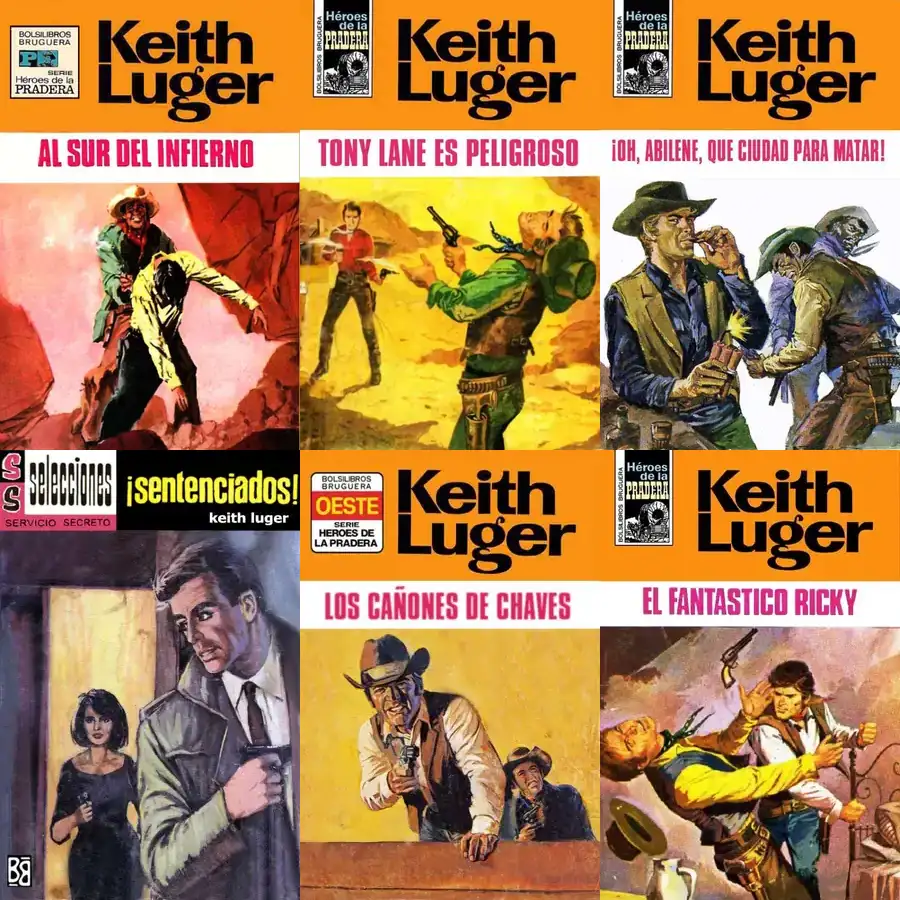 BOLSILIBROS
BRUGUERA
SERIE
Héroes de la
PRADERA
Keith
Luger
AL SUR DEL INFIERNO
BOLSILIBROS BRUGUERA
Héroes
de la
PRADERA
Keith
Luger
TONY LANE ES PELIGROSO
BOLSILIBROS BRUGUERA
Héroes
de la
PRADERA
Keith
Luger
¡OH, ABILENE, QUE CIUDAD PARA MATAR!
SS
selecciones
SERVICIO SECRETO
¡sentenciados!
keith luger
BB
BOLSILIBROS
BRUGUERA
OESTE
SERIE
HEROES DE
LA PRADERA
Keith
Luger
LOS CAÑONES DE CHAVES
BOLSILIBROS BRUGUERA
Héroes
de la
PRADERA
Keith
Luger
EL FANTASTICO RICKY